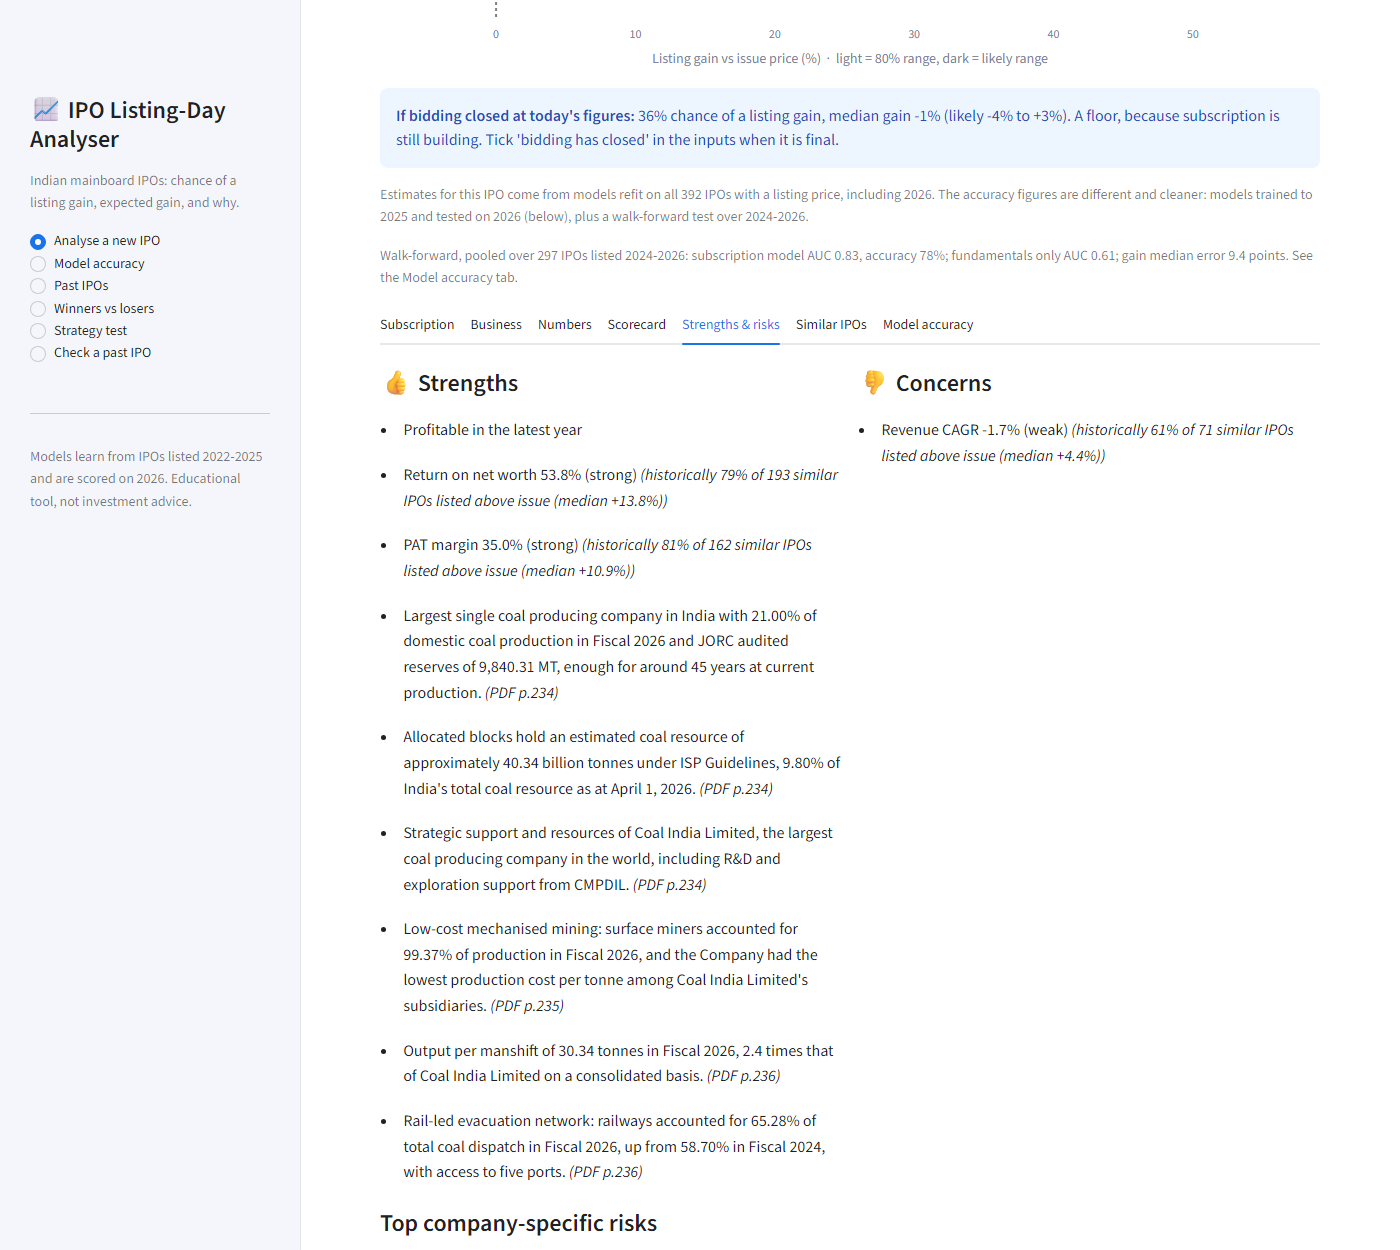 📈 IPO Listing-Day
Analyser
Indian mainboard IPOs: chance of a
listing gain, expected gain, and why.
Analyse a new IPO
Model accuracy
Past IPOs
Winners vs losers
Strategy test
Check a past IPO
Models learn from IPOs listed 2022-2025
and are scored on 2026. Educational
tool, not investment advice.
0 10 20 30 40 50
Listing gain vs issue price (%) · light = 80% range, dark = likely range
If bidding closed at today's figures: 36% chance of a listing gain, median gain -1% (likely -4% to +3%). A floor, because subscription is
still building. Tick 'bidding has closed' in the inputs when it is final.
Estimates for this IPO come from models refit on all 392 IPOs with a listing price, including 2026. The accuracy figures are different and cleaner: models trained to
2025 and tested on 2026 (below), plus a walk-forward test over 2024-2026.
Walk-forward, pooled over 297 IPOs listed 2024-2026: subscription model AUC 0.83, accuracy 78%; fundamentals only AUC 0.61; gain median error 9.4 points. See
the Model accuracy tab.
Subscription Business Numbers Scorecard Strengths & risks Similar IPOs Model accuracy
👍 Strengths
• Profitable in the latest year
• Return on net worth 53.8% (strong) (historically 79% of 193 similar
IPOs listed above issue (median +13.8%))
• PAT margin 35.0% (strong) (historically 81% of 162 similar IPOs
listed above issue (median +10.9%))
• Largest single coal producing company in India with 21.00% of
domestic coal production in Fiscal 2026 and JORC audited
reserves of 9,840.31 MT, enough for around 45 years at current
production. (PDF p.234)
• Allocated blocks hold an estimated coal resource of
approximately 40.34 billion tonnes under ISP Guidelines, 9.80% of
India's total coal resource as at April 1, 2026. (PDF p.234)
• Strategic support and resources of Coal India Limited, the largest
coal producing company in the world, including R&D and
exploration support from CMPDIL. (PDF p.234)
• Low-cost mechanised mining: surface miners accounted for
99.37% of production in Fiscal 2026, and the Company had the
lowest production cost per tonne among Coal India Limited's
subsidiaries. (PDF p.235)
• Output per manshift of 30.34 tonnes in Fiscal 2026, 2.4 times that
of Coal India Limited on a consolidated basis. (PDF p.236)
• Rail-led evacuation network: railways accounted for 65.28% of
total coal dispatch in Fiscal 2026, up from 58.70% in Fiscal 2024,
with access to five ports. (PDF p.236)
👎 Concerns
• Revenue CAGR -1.7% (weak) (historically 61% of 71 similar IPOs
listed above issue (median +4.4%))
Top company-specific risks